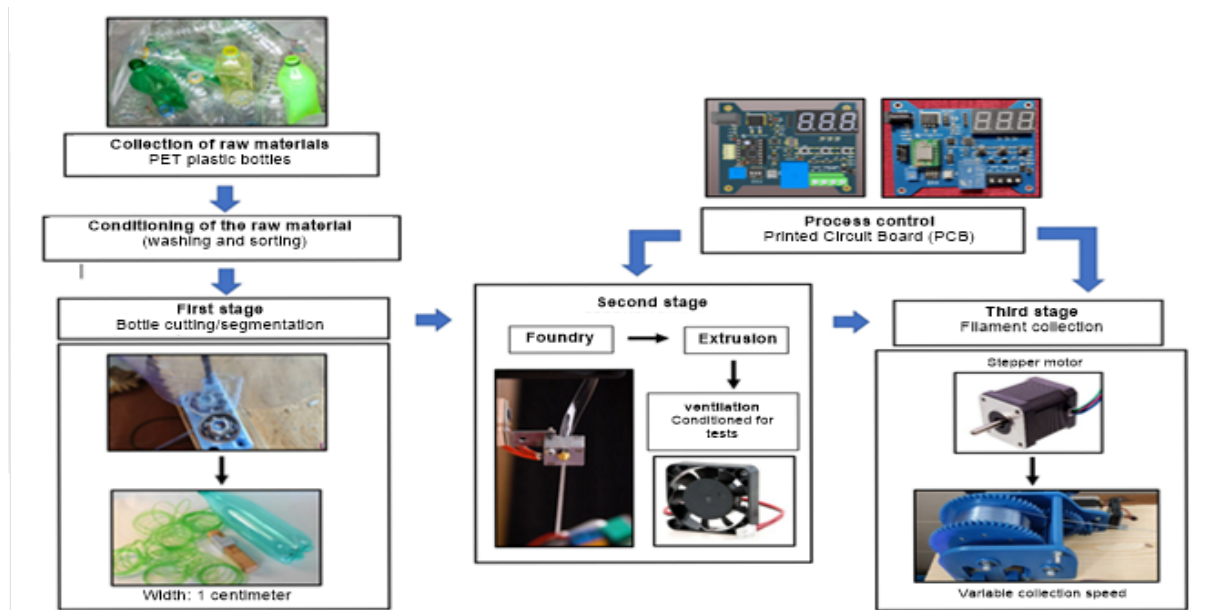 Collection of raw materials
PET plastic bottles
Conditioning of the raw material
(washing and sorting)
First stage
Bottle cutting/segmentation
Width: 1 centimeter
Process control
Printed Circuit Board (PCB)
Second stage
Foundry
Extrusion
ventilation
Conditioned for
tests
Third stage
Filament collection
Stepper motor
Variable collection speed